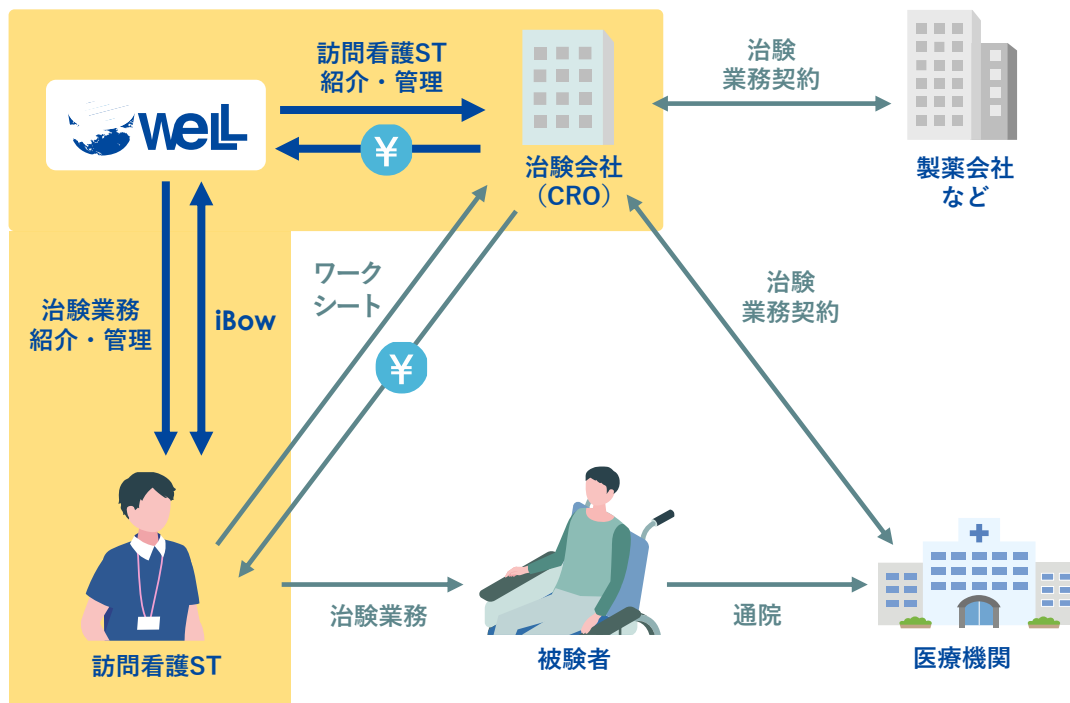 訪問看護ST
紹介・管理
治験
業務契約
weLL
¥
治験会社
（CRO）
製薬会社
など
ワーク
シート
治験
業務契約
治験業務
紹介・管理
iBow
¥
治験業務
通院
訪問看護ST
被験者
医療機関